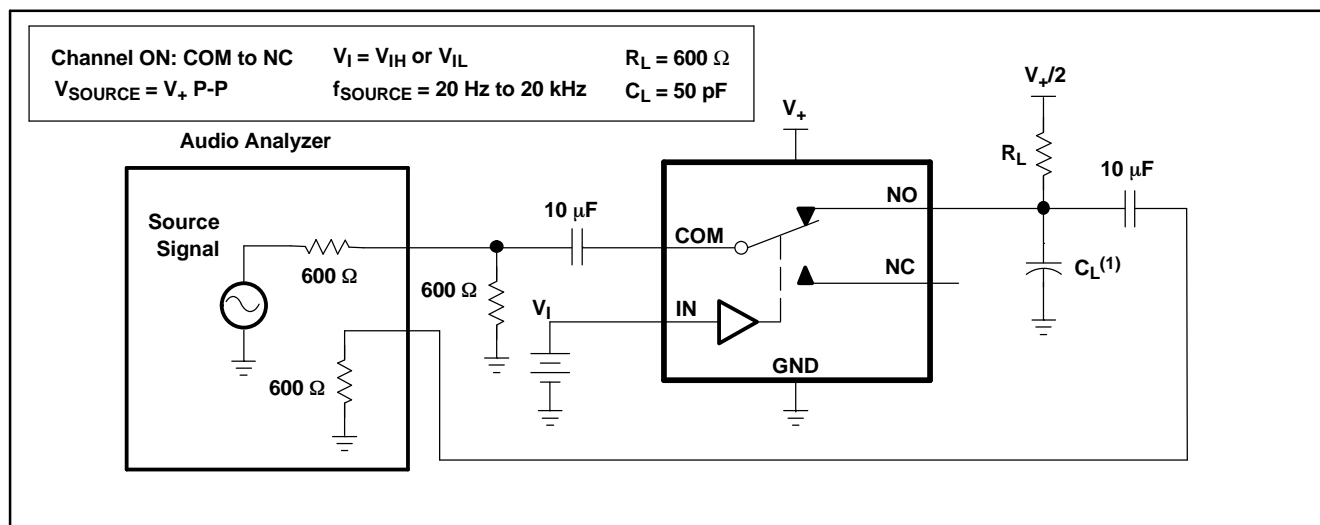 Channel ON: COM to NC V_I = V_IH or V_IL R_L = 600 Ω
V_SOURCE = V_+ P-P f_SOURCE = 20 Hz to 20 kHz C_L = 50 pF
Audio Analyzer
V_+/2
V_+
R_L
10 μF
NO
Source
Signal
10 μF
COM
600 Ω
NC
C_L(1)
600 Ω
V_I
IN
GND
600 Ω